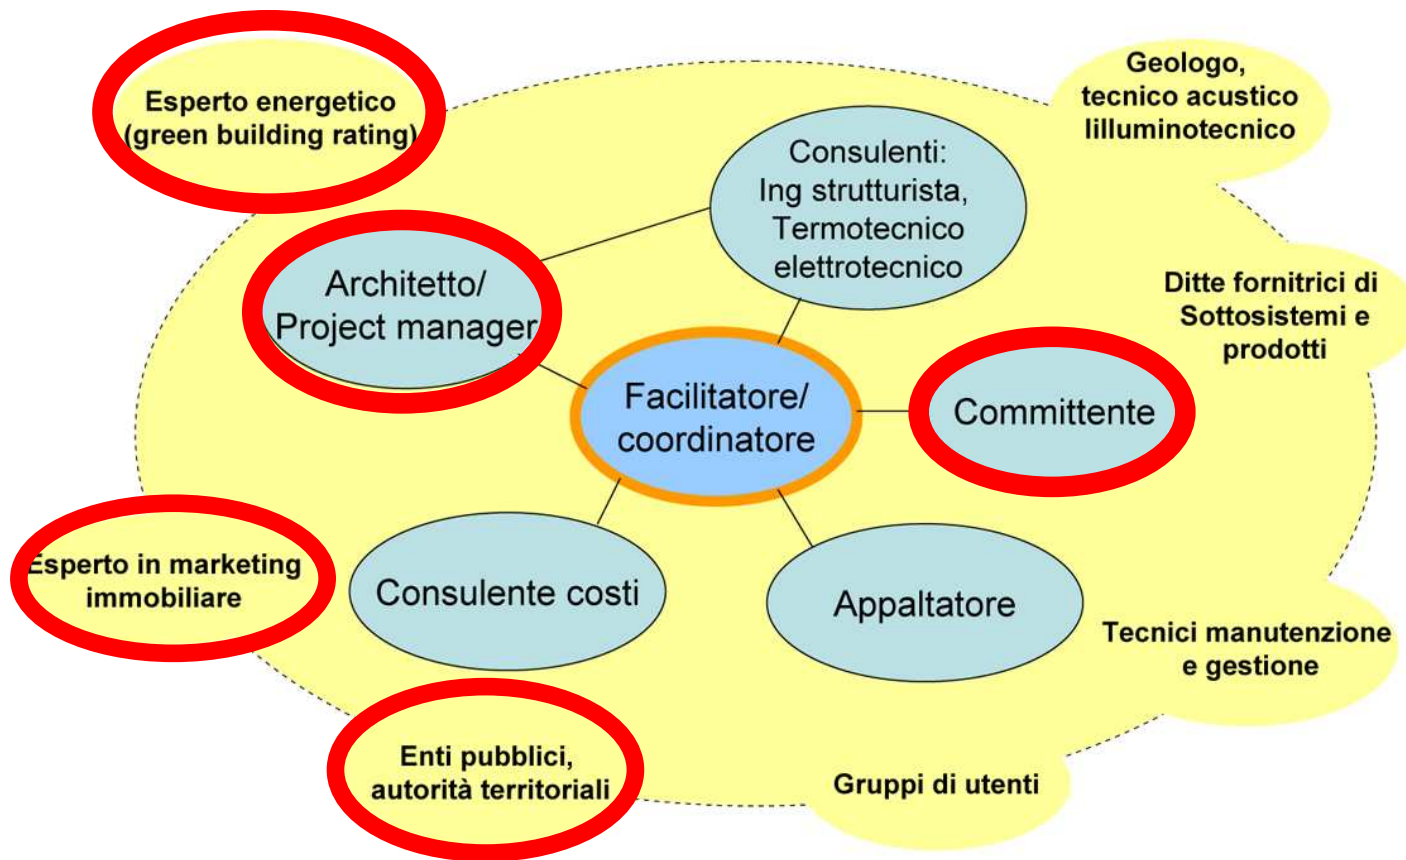 Esperto energetico
(green building rating)
Geologo,
tecnico acustico
lilluminotecnico
Consulenti:
Ing strutturista,
Termotecnico
elettrotecnico
Architetto/
Project manager
Ditte fornitrici di
Sottosistemi e
prodotti
Facilitatore/
coordinatore
Committente
Esperto in marketing
immobiliare
Consulente costi
Appaltatore
Tecnici manutenzione
e gestione
Enti pubblici,
autorità territoriali
Gruppi di utenti